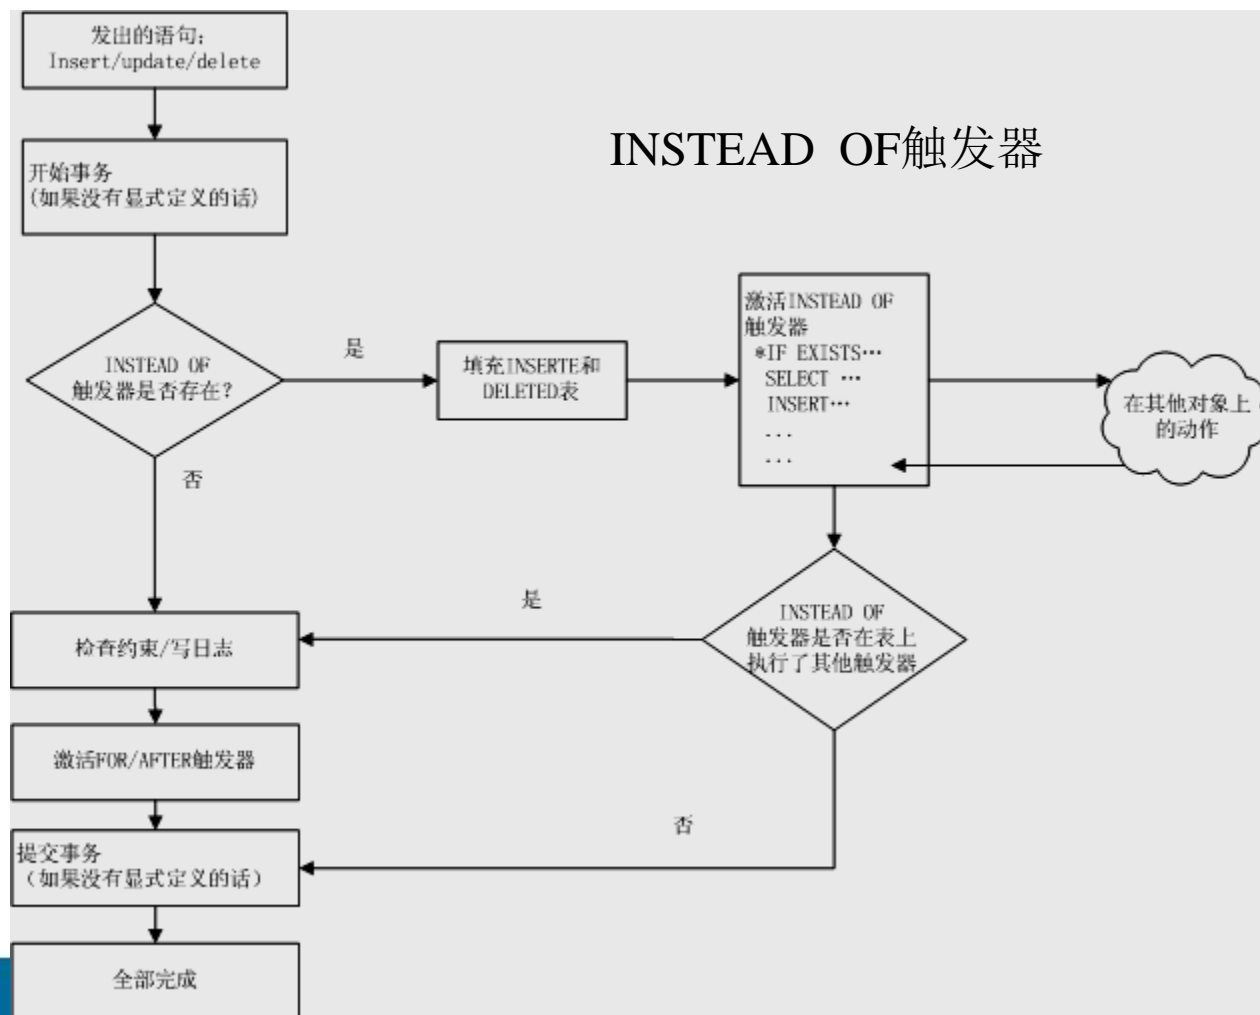 发出的语句;
Insert/update/delete
INSTEAD OF触发器
开始事务
(如果没有显式定义的话)
INSTEAD OF
触发器是否存在?
是
填充INSERTE和
DELETED表
激活INSTEAD OF
触发器
*IF EXISTS…
SELECT …
INSERT…
...
...
在其他对象上
的动作
否
是
INSTEAD OF
触发器是否在表上
执行了其他触发器
检查约束/写日志
激活FOR/AFTER触发器
否
提交事务
（如果没有显式定义的话）
全部完成